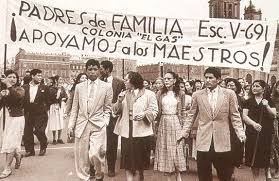 PADRES de FAMILIA Esc. V-691
COLONIA "EL GAS"
¡APOYAMOS a los MAESTROS!